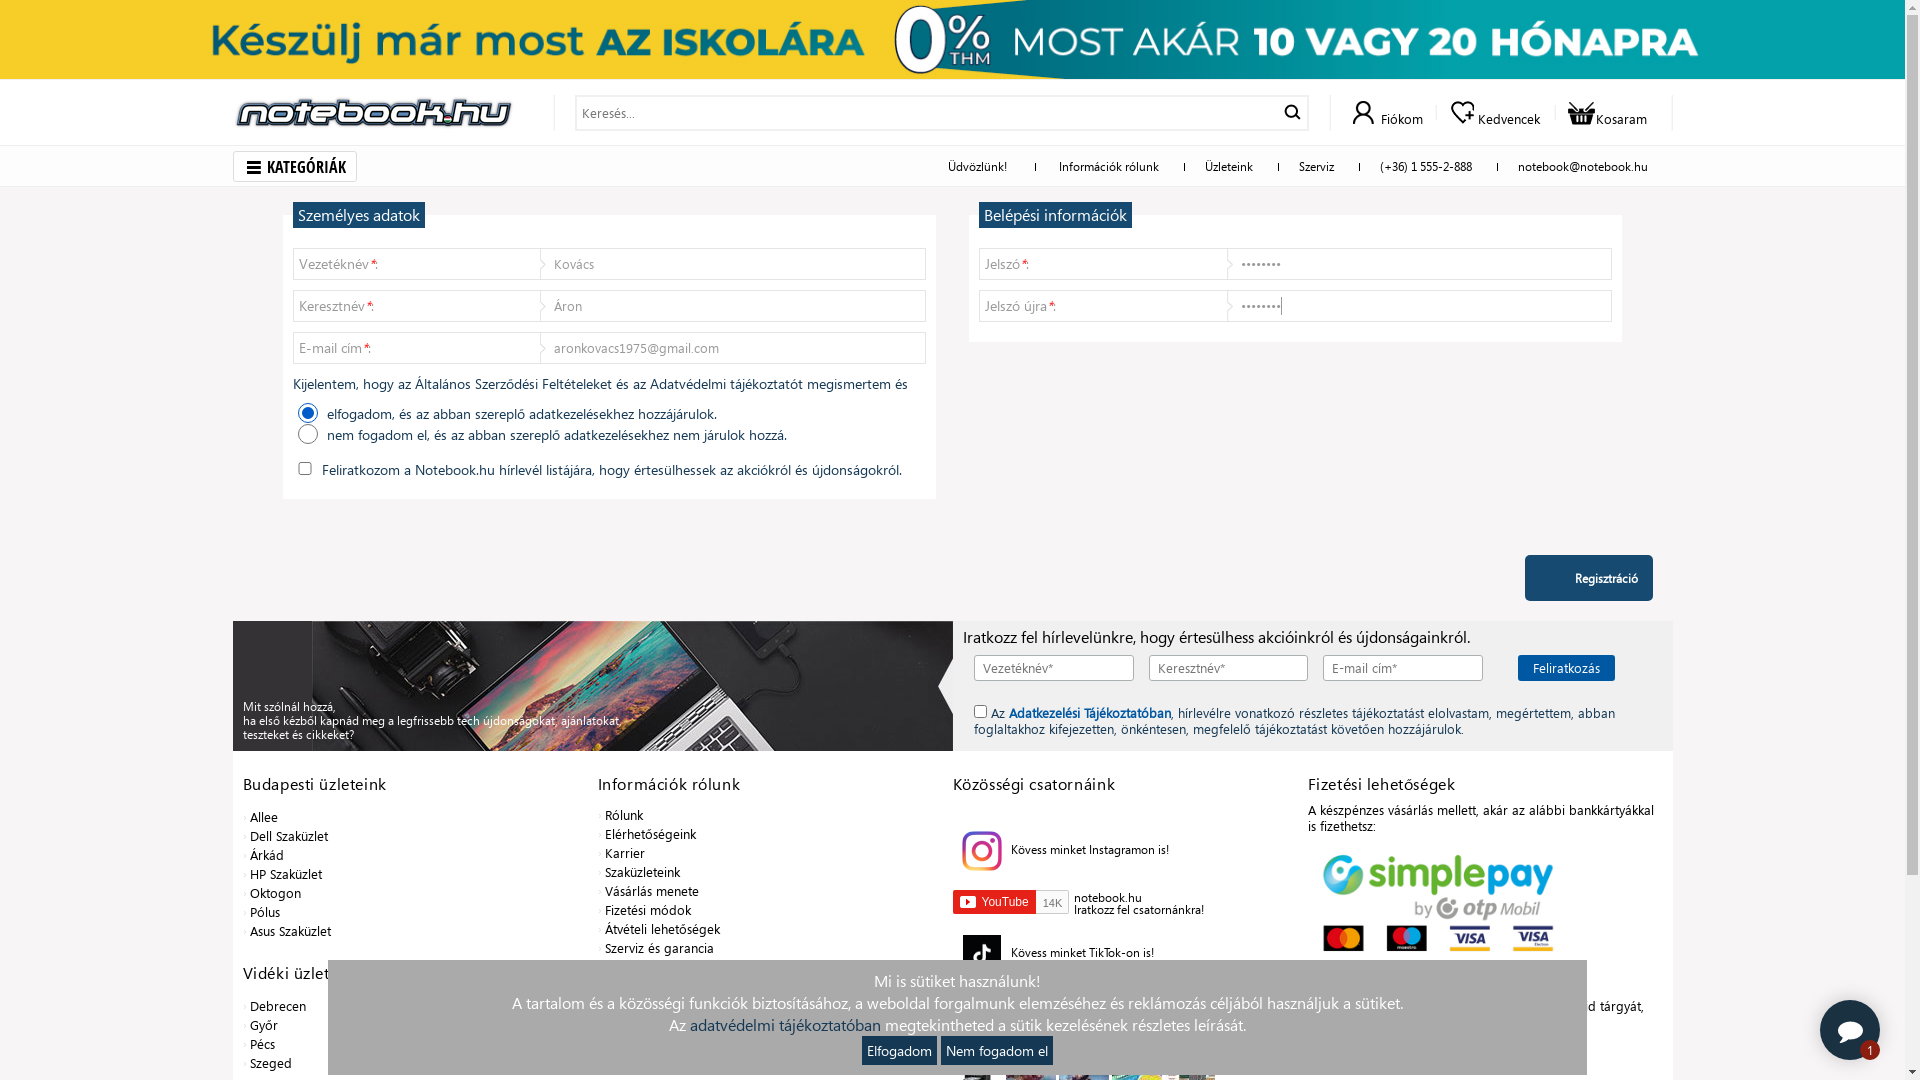 Készülj már most AZ ISKOLÁRA 0% THM MOST AKÁR 10 VAGY 20 HÓNAPRA
notebook.hu
Keresés...
Fiókom
Kedvencek
Kosaram
KATEGÓRIÁK
Üdvözlünk!
Információk rólunk
Üzleteink
Szerviz
(+36) 1 555-2-888
notebook@notebook.hu
Személyes adatok
Vezetéknév*: Kovács
Keresztnév*: Áron
E-mail cím*: aronkovacs1975@gmail.com
Kijelentem, hogy az Általános Szerződési Feltételeket és az Adatvédelmi tájékoztatót megismertem és
elfogadom, és az abban szereplő adatkezelésekhez hozzájárulok.
nem fogadom el, és az abban szereplő adatkezelésekhez nem járulok hozzá.
Feliratkozom a Notebook.hu hírlevél listájára, hogy értesülhessek az akciókról és újdonságokról.
Belépési információk
Jelszó*: ••••••••
Jelszó újra*: ••••••••
Regisztráció
Mit szólnál hozzá,
ha első kézből kapnád meg a legfrissebb tech újdonságokat, ajánlatokat,
teszteket és cikkeket?
Iratkozz fel hírlevelünkre, hogy értesülhess akcióinkról és újdonságainkról.
Vezetéknév*
Keresztnév*
E-mail cím*
Feliratkozás
Az Adatkezelési Tájékoztatóban, hírlevélre vonatkozó részletes tájékoztatást elolvastam, megértettem, abban
foglaltakhoz kifejezetten, önkéntesen, megfelelő tájékoztatást követően hozzájárulok.
Budapesti üzleteink
Allee
Dell Szaküzlet
Árkád
HP Szaküzlet
Oktogon
Pólus
Asus Szaküzlet
Vidéki üzlet
Debrecen
Győr
Pécs
Szeged
Információk rólunk
Rólunk
Elérhetőségeink
Karrier
Szaküzleteink
Vásárlás menete
Fizetési módok
Átvételi lehetőségek
Szerviz és garancia
Közösségi csatornáink
Kövess minket Instagramon is!
YouTube 14K
notebook.hu
Iratkozz fel csatornánkra!
Kövess minket TikTok-on is!
Fizetési lehetőségek
A készpénzes vásárlás mellett, akár az alábbi bankkártyákkal
is fizethetsz:
simplepay
by otp Mobil
maestro
VISA
VISA
Electron
d tárgyát,
Mi is sütiket használunk!
A tartalom és a közösségi funkciók biztosításához, a weboldal forgalmunk elemzéséhez és reklámozás céljából használjuk a sütiket.
Az adatvédelmi tájékoztatóban megtekintheted a sütik kezelésének részletes leírását.
Elfogadom
Nem fogadom el
1